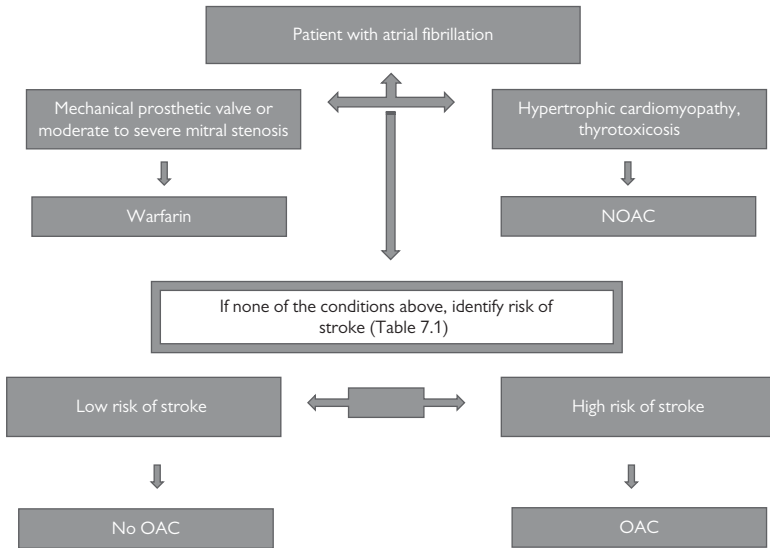 Patient with atrial fibrillation
Mechanical prosthetic valve or
moderate to severe mitral stenosis
Hypertrophic cardiomyopathy,
thyrotoxicosis
Warfarin
NOAC
If none of the conditions above, identify risk of
stroke (Table 7.1)
Low risk of stroke
High risk of stroke
No OAC
OAC